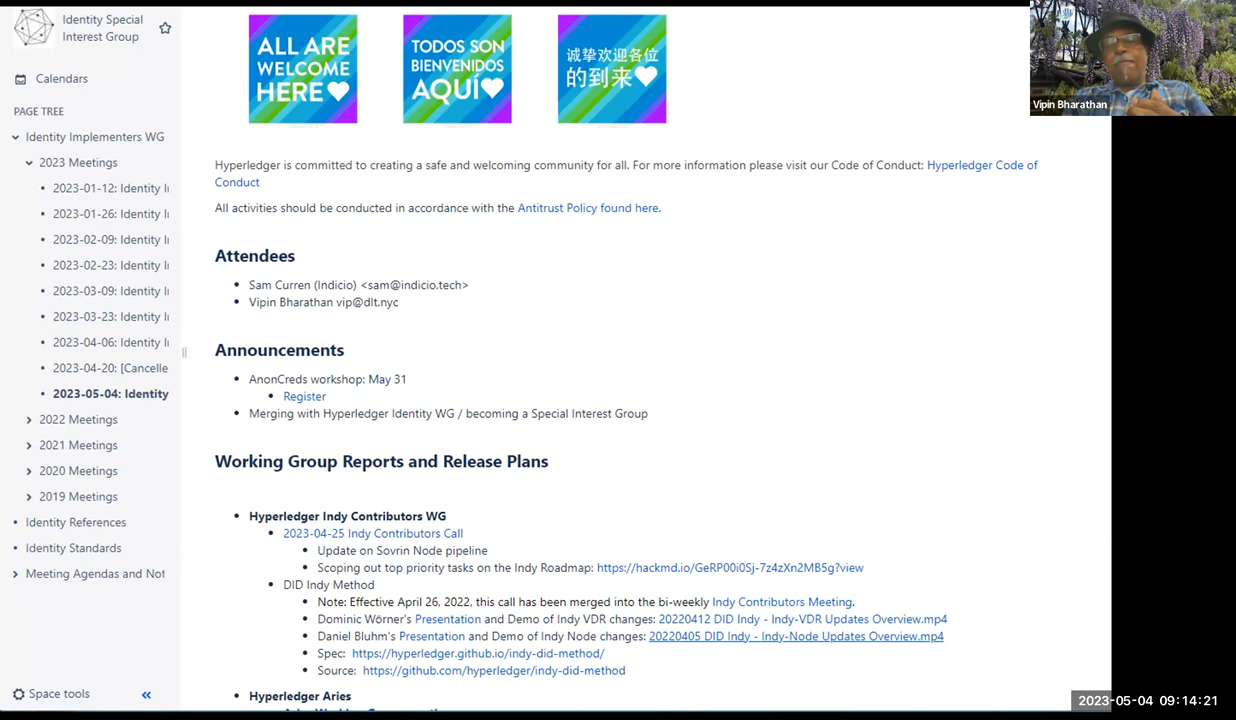 Identity Special
Interest Group
Calendars
PAGE TREE
Identity Implementers WG
2023 Meetings
2023-01-12: Identity I
2023-01-26: Identity I
2023-02-09: Identity I
2023-02-23: Identity I
2023-03-09: Identity I
2023-03-23: Identity I
2023-04-06: Identity I
2023-04-20: [Cancelle
2023-05-04: Identity
2022 Meetings
2021 Meetings
2020 Meetings
2019 Meetings
Identity References
Identity Standards
Meeting Agendas and Not
Space tools
ALL ARE
WELCOME
HERE
TODOS SON
BIENVENIDOS
AQUÍ
诚挚欢迎各位
的到来
Hyperledger is committed to creating a safe and welcoming community for all. For more information please visit our Code of Conduct: Hyperledger Code of
Conduct
All activities should be conducted in accordance with the Antitrust Policy found here.
Attendees
Sam Curren (Indicio) <sam@indicio.tech>
Vipin Bharathan vip@dlt.nyc
Announcements
AnonCreds workshop: May 31
Register
Merging with Hyperledger Identity WG / becoming a Special Interest Group
Working Group Reports and Release Plans
Hyperledger Indy Contributors WG
2023-04-25 Indy Contributors Call
Update on Sovrin Node pipeline
Scoping out top priority tasks on the Indy Roadmap: https://hackmd.io/GeRP00i0Sj-7z4zXn2MB5g?view
DID Indy Method
Note: Effective April 26, 2022, this call has been merged into the bi-weekly Indy Contributors Meeting.
Dominic Wörner's Presentation and Demo of Indy VDR changes: 20220412 DID Indy - Indy-VDR Updates Overview.mp4
Daniel Bluhm's Presentation and Demo of Indy Node changes: 20220405 DID Indy - Indy-Node Updates Overview.mp4
Spec: https://hyperledger.github.io/indy-did-method/
Source: https://github.com/hyperledger/indy-did-method
Hyperledger Aries
Vipin Bharathan
2023-05-04 09:14:21